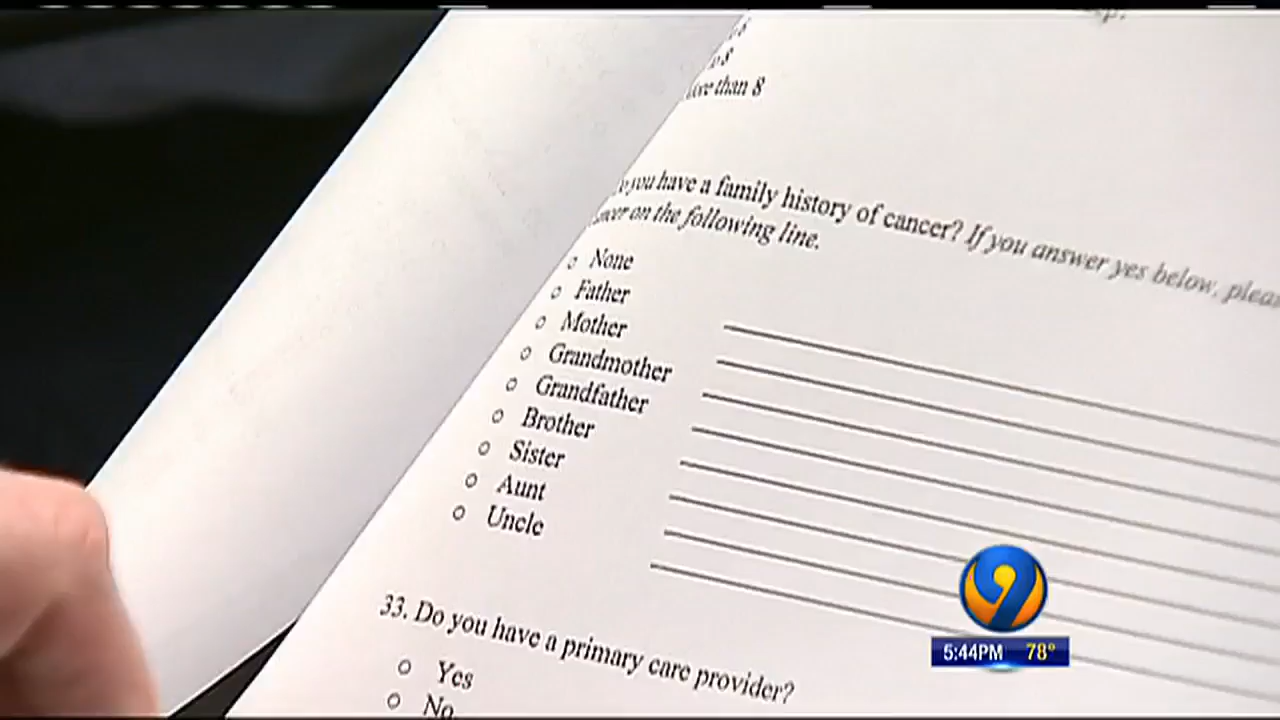 8
than 8
you have a family history of cancer? If you answer yes below, plea
on the following line.
None
Father
Mother
Grandmother
Grandfather
Brother
Sister
Aunt
Uncle
33. Do you have a primary care provider?
Yes
No
9
5:44PM 78°